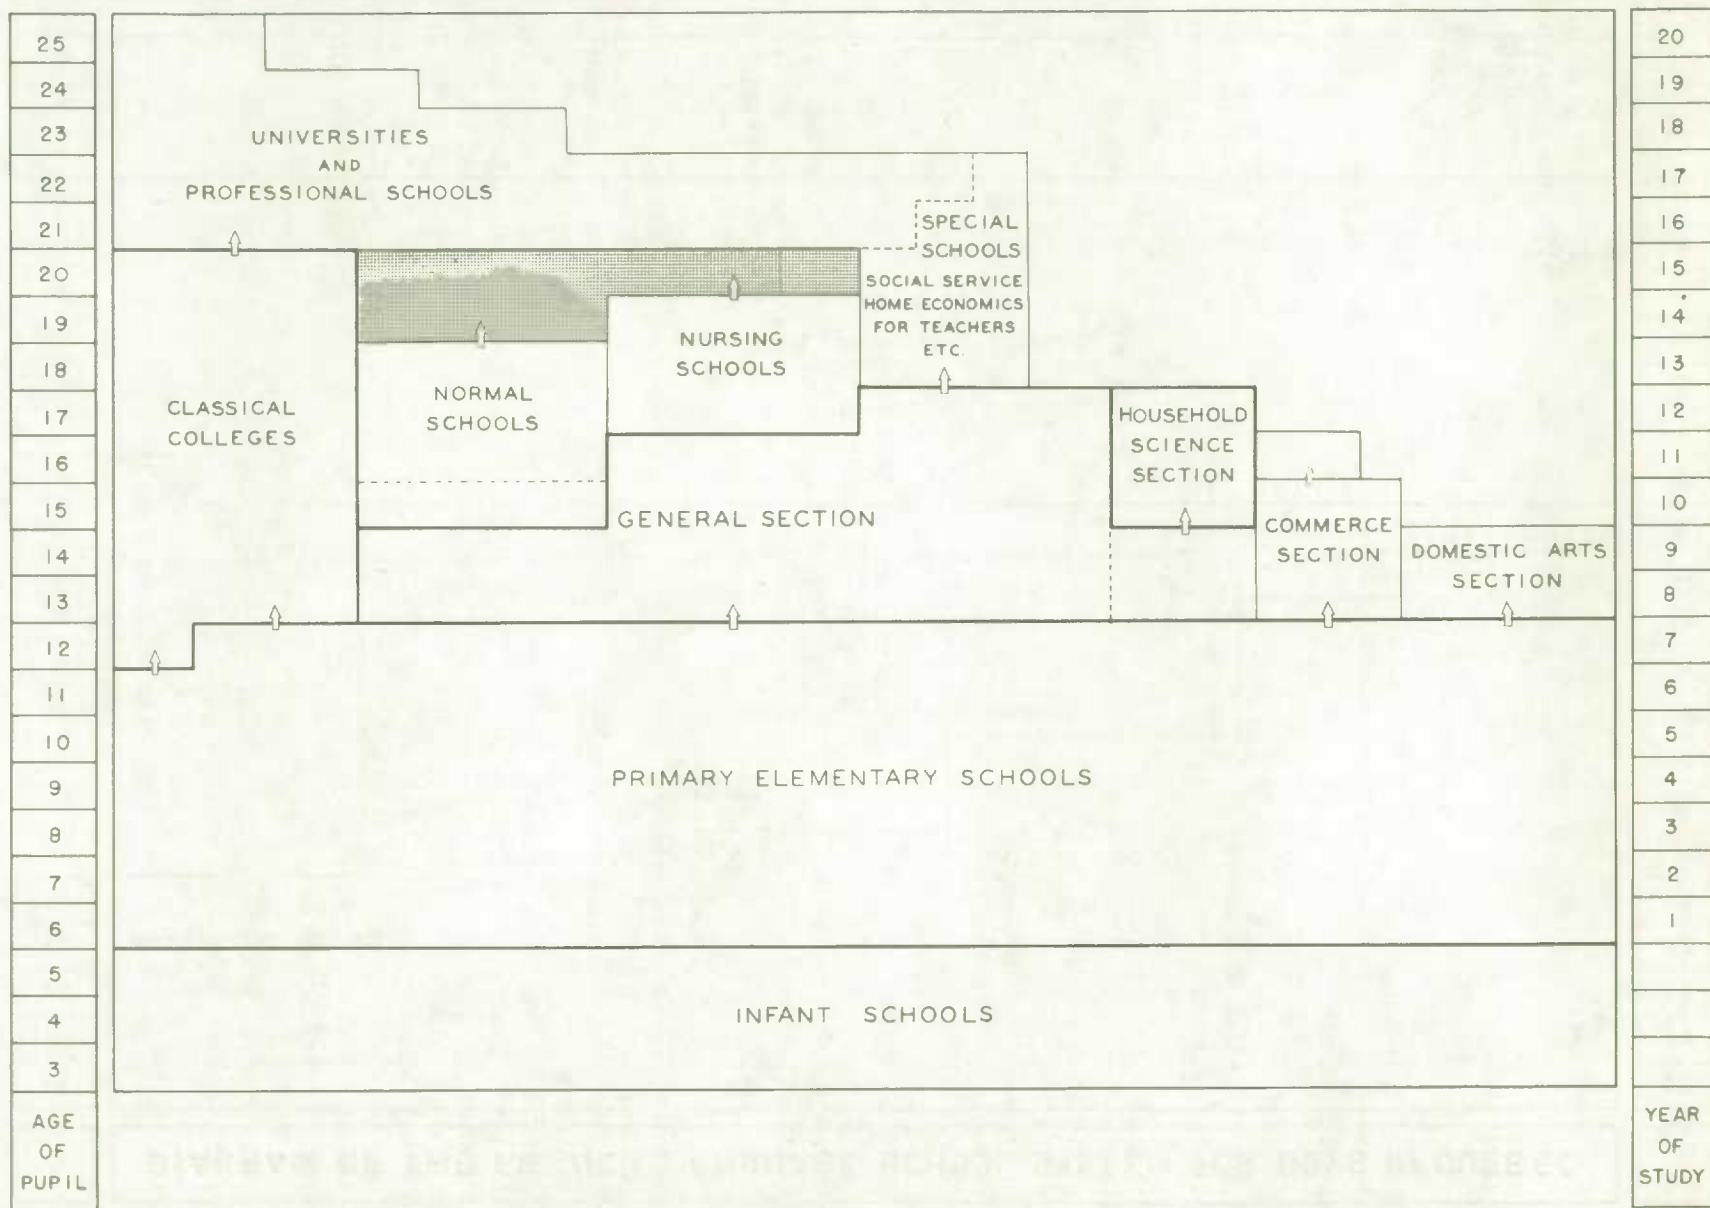 25
24
23
22
21
20
19
18
17
16
15
14
13
12
11
10
9
8
7
6
5
4
3
AGE
OF
PUPIL
UNIVERSITIES
AND
PROFESSIONAL SCHOOLS
CLASSICAL
COLLEGES
NORMAL
SCHOOLS
NURSING
SCHOOLS
SPECIAL
SCHOOLS
SOCIAL SERVICE
HOME ECONOMICS
FOR TEACHERS
ETC.
GENERAL SECTION
HOUSEHOLD
SCIENCE
SECTION
COMMERCE
SECTION
DOMESTIC ARTS
SECTION
PRIMARY ELEMENTARY SCHOOLS
INFANT SCHOOLS
20
19
18
17
16
15
14
13
12
11
10
9
8
7
6
5
4
3
2
1
YEAR
OF
STUDY